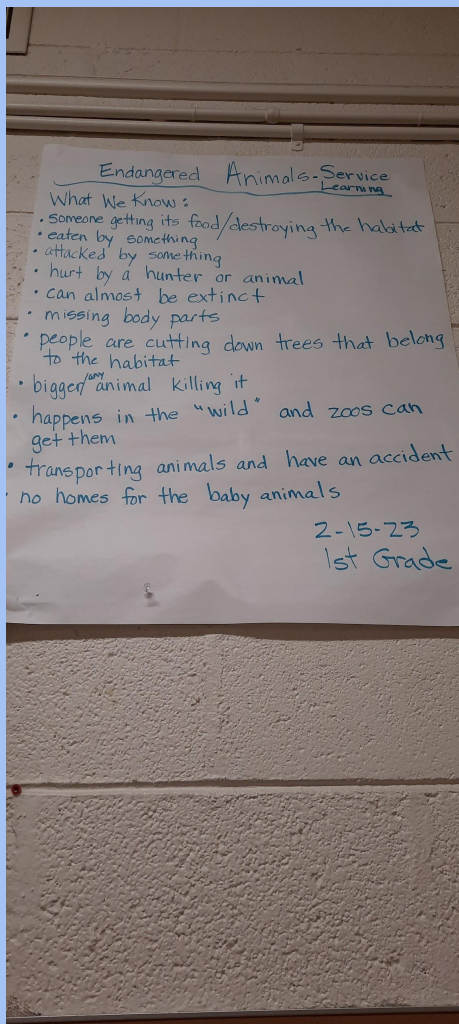 Endangered Animals-Service
Learning
What We Know:
• someone getting its food/destroying the habitat
• eaten by something
• attacked by something
• hurt by a hunter or animal
• can almost be extinct
• missing body parts
• people are cutting down trees that belong
to the habitat
• bigger/any animal killing it
• happens in the "wild" and zoos can
get them
• transporting animals and have an accident
• no homes for the baby animals
2-15-23
1st Grade